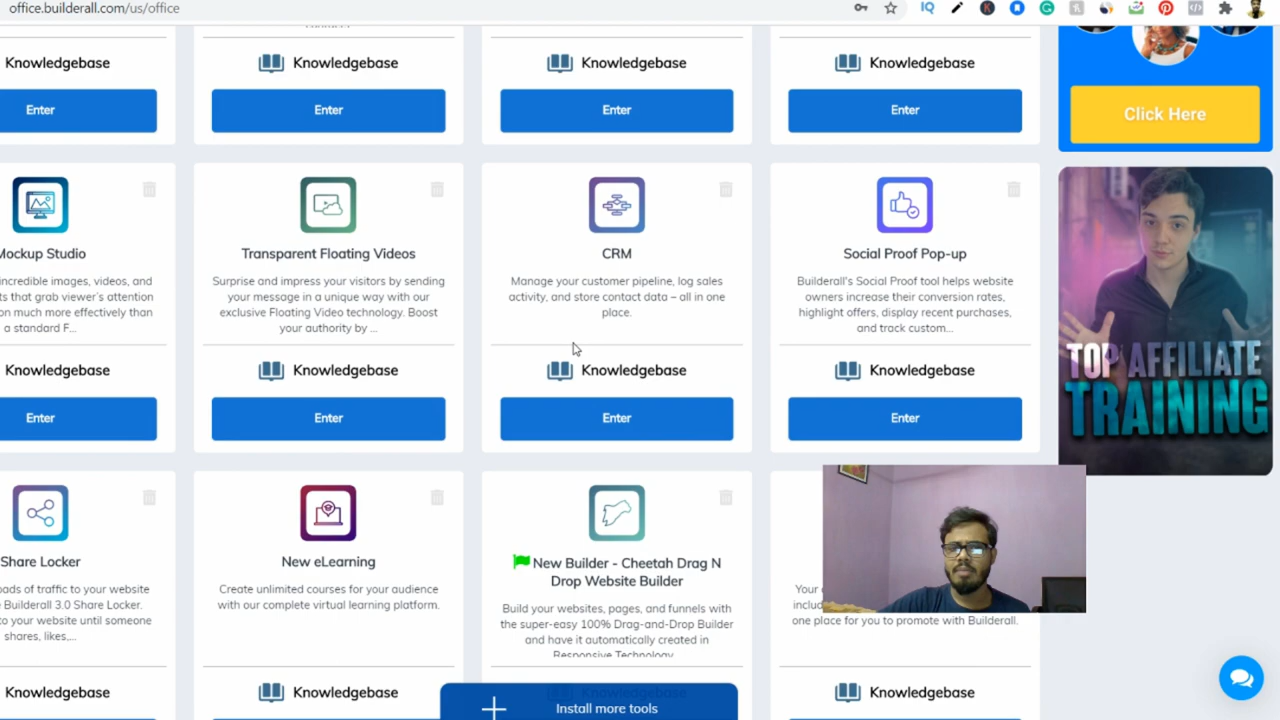 office.builderall.com/us/office
Knowledgebase
Knowledgebase
Knowledgebase
Knowledgebase
Enter
Enter
Enter
Enter
Click Here
Mockup Studio
incredible images, videos, and
ts that grab viewer's attention
on much more effectively than
a standard F...
Knowledgebase
Enter
Transparent Floating Videos
Surprise and impress your visitors by sending
your message in a unique way with our
exclusive Floating Video technology. Boost
your authority by ...
Knowledgebase
Enter
CRM
Manage your customer pipeline, log sales
activity, and store contact data – all in one
place.
Knowledgebase
Enter
Social Proof Pop-up
Builderall's Social Proof tool helps website
owners increase their conversion rates,
highlight offers, display recent purchases,
and track custom...
Knowledgebase
Enter
TOP AFFILIATE
TRAINING
Share Locker
oads of traffic to your website
Builderall 3.0 Share Locker.
to your website until someone
shares, likes,...
Knowledgebase
New eLearning
Create unlimited courses for your audience
with our complete virtual learning platform.
Knowledgebase
New Builder - Cheetah Drag N
Drop Website Builder
Build your websites, pages, and funnels with
the super-easy 100% Drag-and-Drop Builder
and have it automatically created in
Responsive Technology
Knowledgebase
Your
inclu
one place for you to promote with Builderall.
Knowledgebase
Install more tools